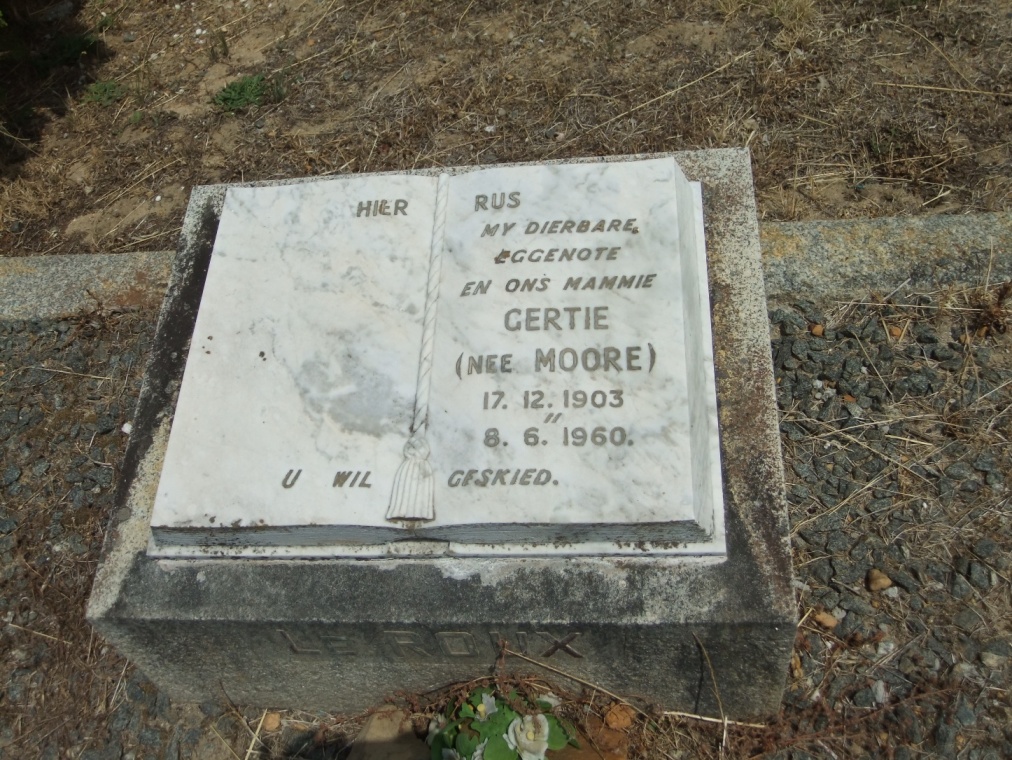 HIER RUS
MY DIERBARE
EGGENOTE
EN ONS MAMMIE
GERTIE
(NEE MOORE)
17. 12. 1903
"
8. 6. 1960.
U WIL GESKIED.
LE ROUX